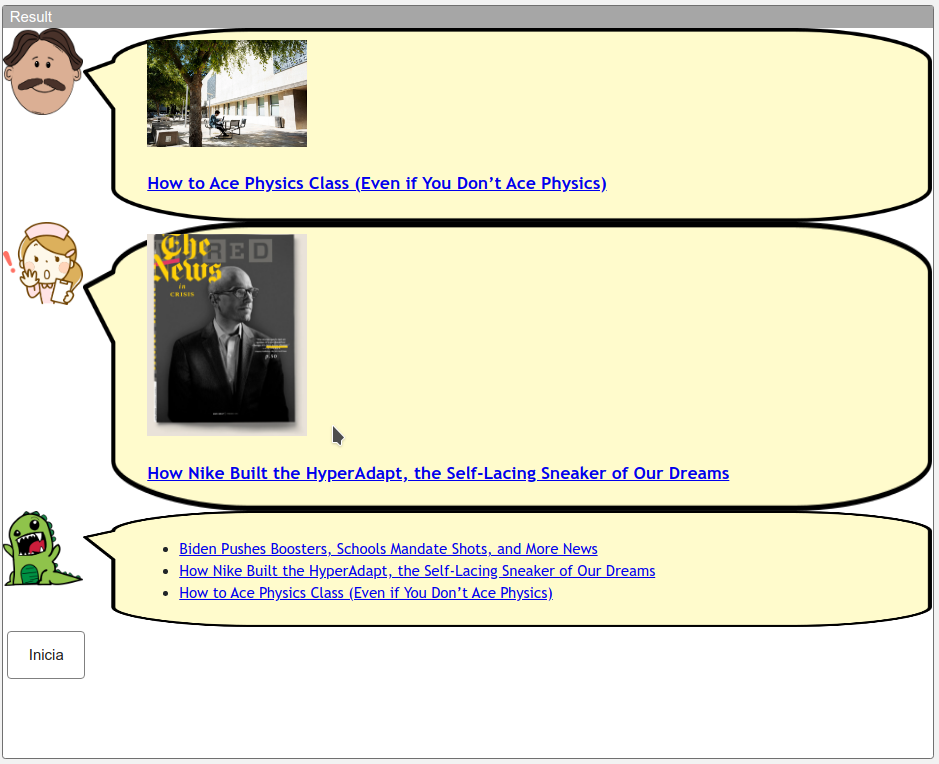 Result
How to Ace Physics Class (Even if You Don’t Ace Physics)
RED
The
News
in
CRISIS
How Nike Built the HyperAdapt, the Self-Lacing Sneaker of Our Dreams
Biden Pushes Boosters, Schools Mandate Shots, and More News
How Nike Built the HyperAdapt, the Self-Lacing Sneaker of Our Dreams
How to Ace Physics Class (Even if You Don’t Ace Physics)
Inicia